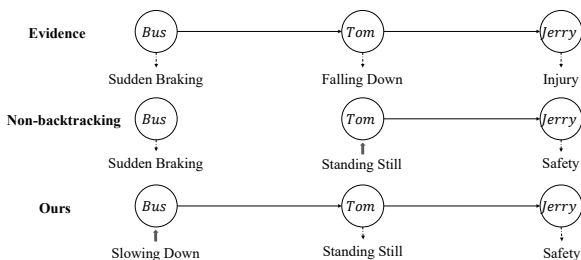 Evidence Bus Tom Jerry
Sudden Braking Falling Down Injury
Non-backtracking Bus Tom Jerry
Sudden Braking Standing Still Safety
Ours Bus Tom Jerry
Slowing Down Standing Still Safety